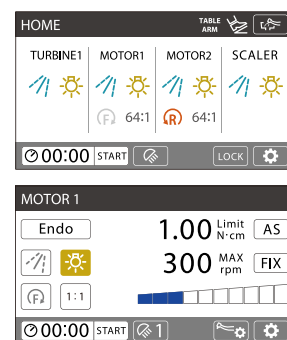 HOME TABLE ARM
TURBINE1 MOTOR1 MOTOR2 SCALER
F 64:1 R 64:1
00:00 START LOCK
MOTOR 1
Endo 1.00 Limit N·cm AS
300 MAX rpm FIX
F 1:1
00:00 START 1